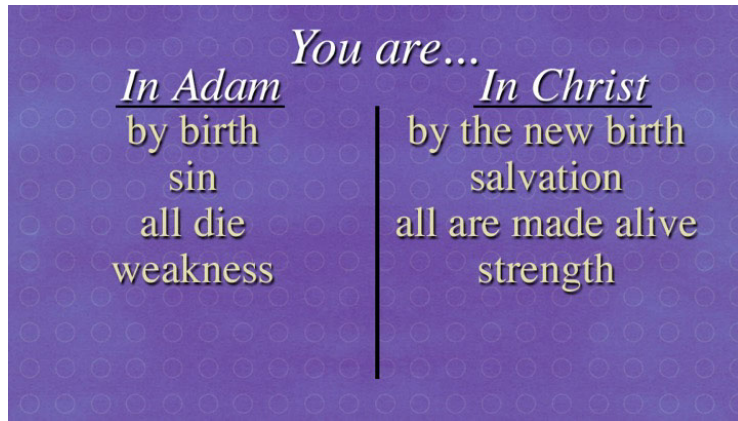 You are...
In Adam
by birth
sin
all die
weakness
In Christ
by the new birth
salvation
all are made alive
strength